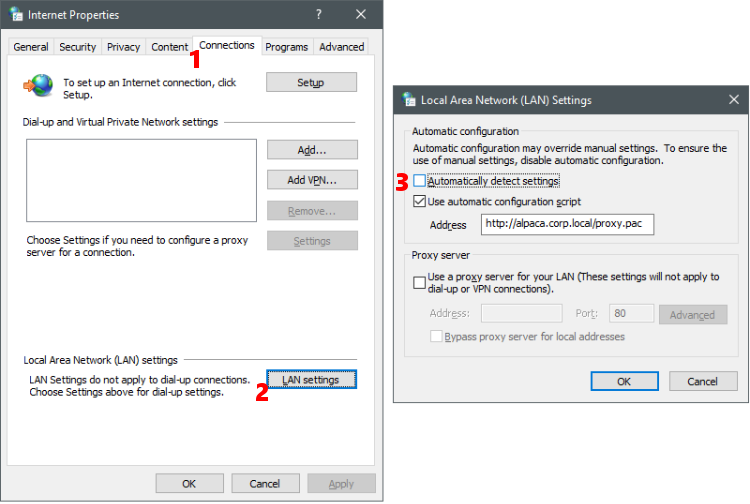 Internet Properties
?
General Security Privacy Content Connections Programs Advanced
1
To set up an Internet connection, click
Setup.
Setup
Dial-up and Virtual Private Network settings
Add...
Add VPN...
Remove...
Choose Settings if you need to configure a proxy
server for a connection.
Settings
Local Area Network (LAN) settings
LAN Settings do not apply to dial-up connections.
Choose Settings above for dial-up settings.
2
LAN settings
OK Cancel Apply
Local Area Network (LAN) Settings
Automatic configuration
Automatic configuration may override manual settings. To ensure the
use of manual settings, disable automatic configuration.
3
Automatically detect settings
Use automatic configuration script
Address http://alpaca.corp.local/proxy.pac
Proxy server
Use a proxy server for your LAN (These settings will not apply to
dial-up or VPN connections).
Address: Port: 80 Advanced
Bypass proxy server for local addresses
OK Cancel